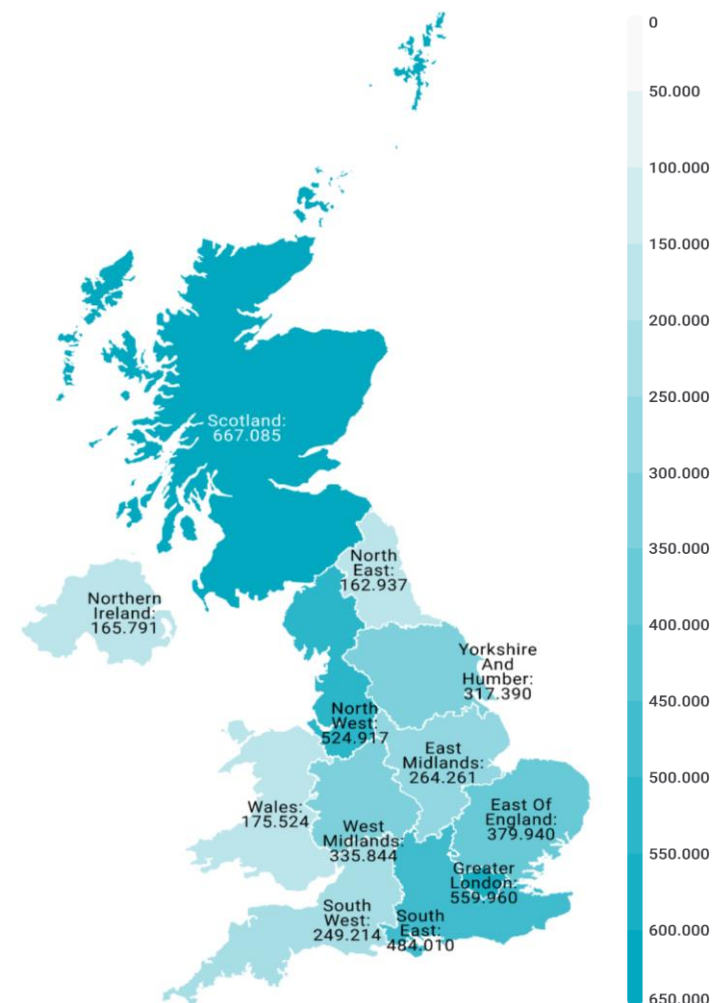 0
50.000
100.000
150.000
200.000
250.000
300.000
350.000
400.000
450.000
500.000
550.000
600.000
650.000
Scotland:
667.085
North
East:
162.937
Northern
Ireland:
165.791
Yorkshire
And
Humber:
317.390
North
West:
524.917
East
Midlands:
264.261
Wales:
175.524
West
Midlands:
335.844
East Of
England:
379.940
Greater
London:
559.960
South
West:
249.214
South
East:
484.010